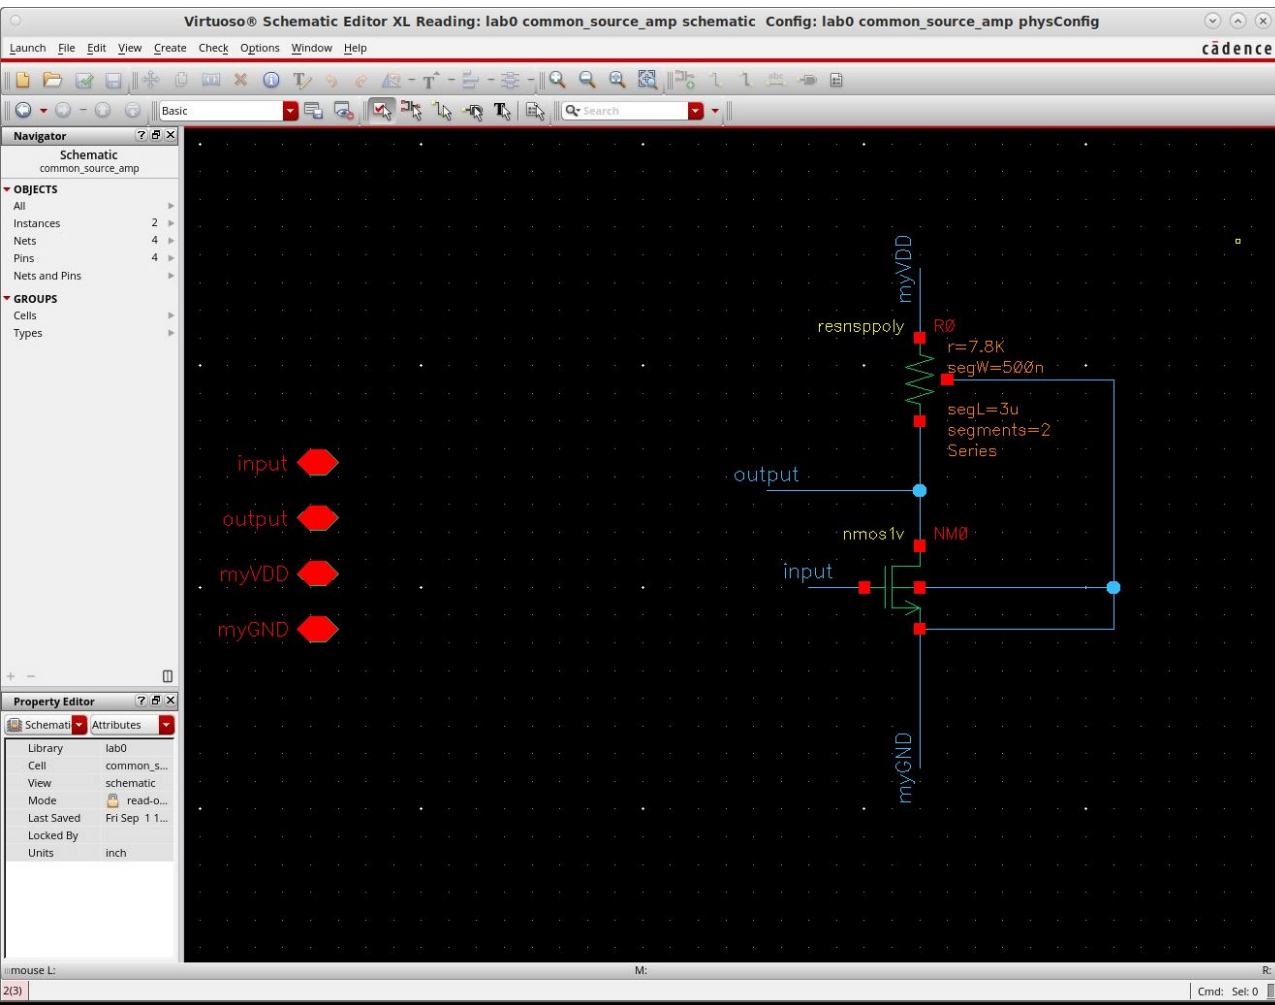 Virtuoso® Schematic Editor XL Reading: lab0 common_source_amp schematic  Config: lab0 common_source_amp physConfig
Launch File Edit View Create Check Options Window Help
cādence
Basic
Search
Navigator
Schematic
common_source_amp
OBJECTS
All
Instances 2
Nets 4
Pins 4
Nets and Pins
GROUPS
Cells
Types
Property Editor
Schemati Attributes
Library lab0
Cell common_s...
View schematic
Mode read-o...
Last Saved Fri Sep 1 1...
Locked By
Units inch
input
output
myVDD
myGND
myVDD
resnsppoly R0
r=7.8K
segW=500n
segL=3u
segments=2
Series
output
nmos1v NM0
input
myGND
mouse L: M: R:
2(3) Cmd: Sel: 0